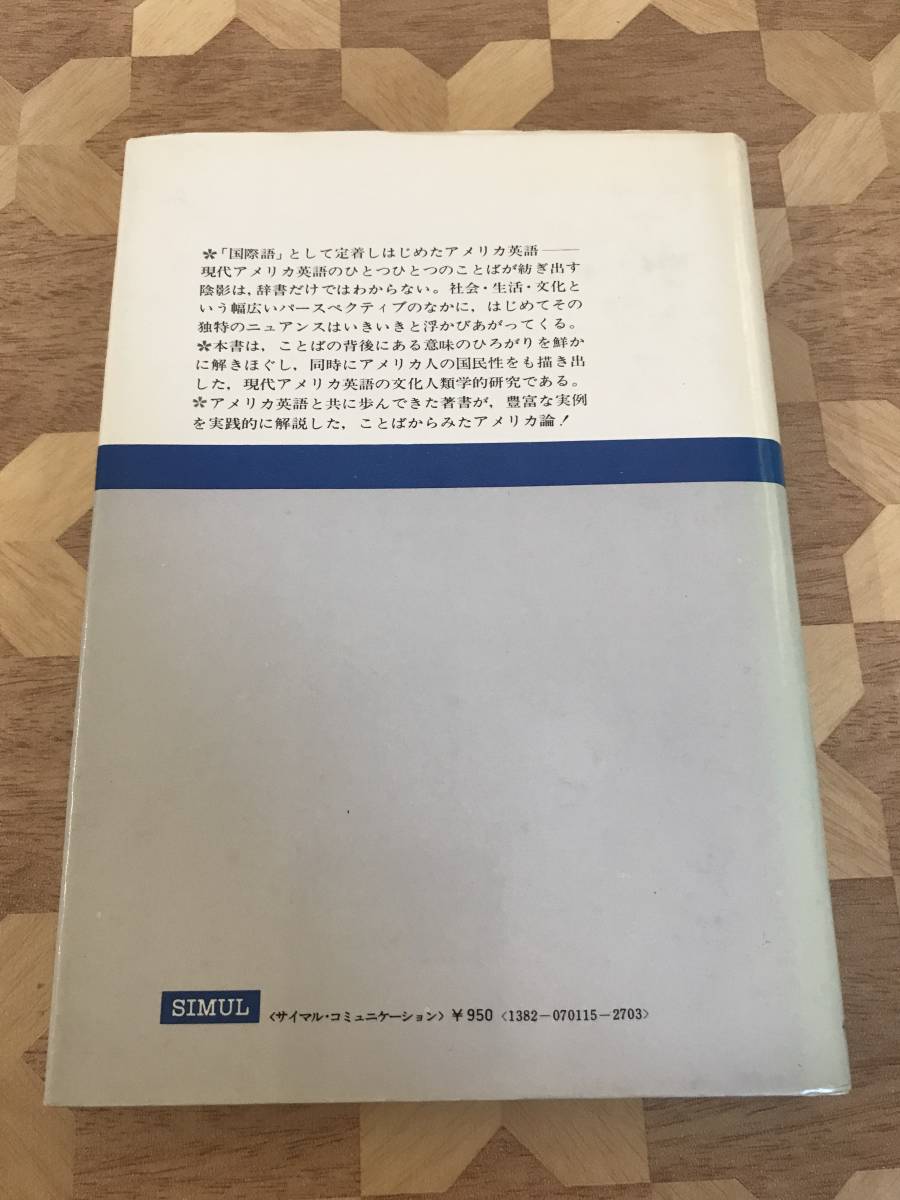 ✲「国際語」として定着しはじめたアメリカ英語――
現代アメリカ英語のひとつひとつのことばが紡ぎ出す
陰影は、辞書だけではわからない。社会・生活・文化と
いう幅広いパースペクティブのなかに，はじめてその
独特のニュアンスはいきいきと浮かびあがってくる。
✲本書は，ことばの背後にある意味のひろがりを鮮か
に解きほぐし，同時にアメリカ人の国民性をも描き出
した，現代アメリカ英語の文化人類学的研究である。
✲アメリカ英語と共に歩んできた著書が，豊富な実例
を実践的に解説した，ことばからみたアメリカ論！
SIMUL 〈サイマル・コミュニケーション〉￥950〈1382－070115－2703〉